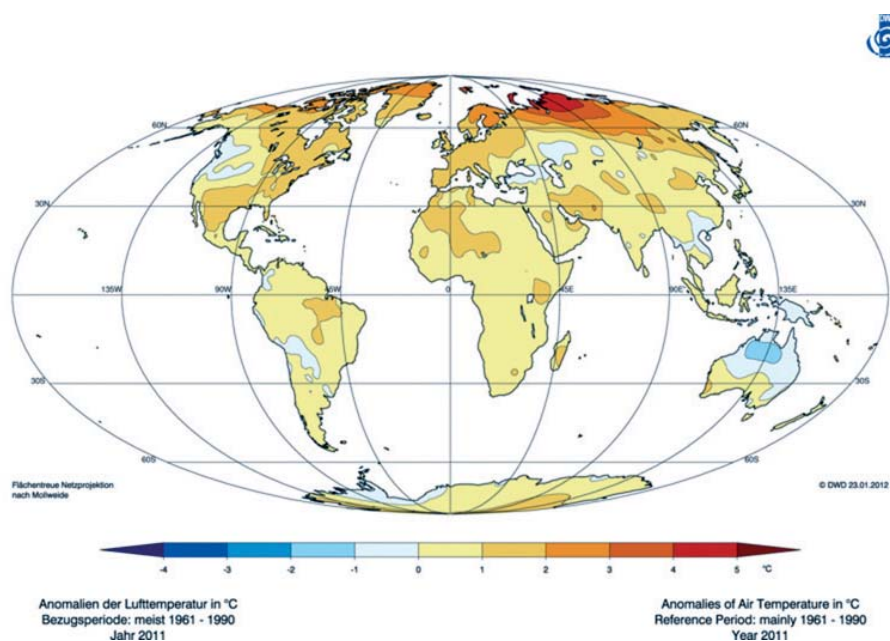 60N
60N
30N
30N
135W
90W
45W
0
45E
90E
135E
30S
30S
60S
60S
Flächentreue Netzprojektion
nach Mollweide
© DWD 23.01.2012
-4
-3
-2
-1
0
1
2
3
4
5
°C
Anomalien der Lufttemperatur in °C
Bezugsperiode: meist 1961 - 1990
Jahr 2011
Anomalies of Air Temperature in °C
Reference Period: mainly 1961 - 1990
Year 2011